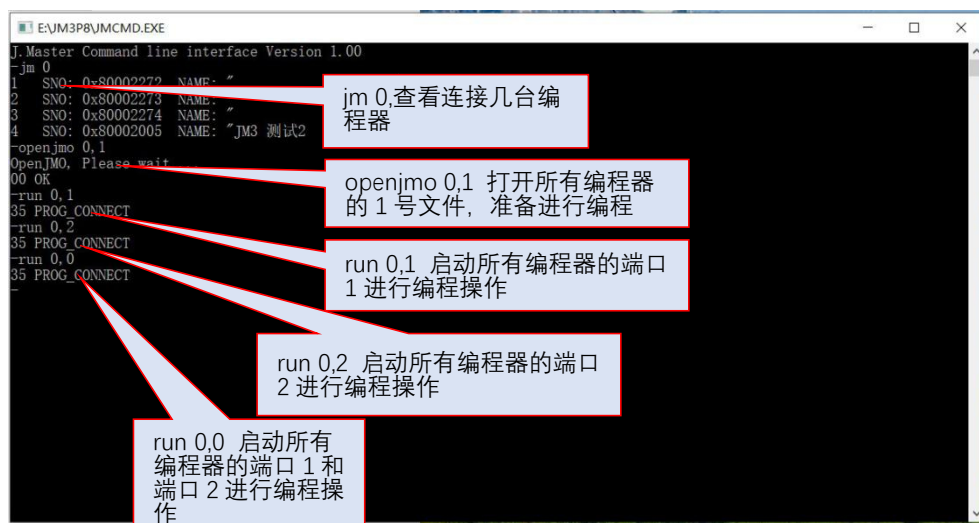 E:\JM3P8\JMCMD.EXE
J.Master Command line interface Version 1.00
-jm 0
1 SNO: 0x80002272 NAME: "
2 SNO: 0x80002273 NAME: "
3 SNO: 0x80002274 NAME: "
4 SNO: 0x80002005 NAME: "JM3 测试2
-openjmo 0,1
OpenJMO, Please wait ...
00 OK
-run 0,1
35 PROG_CONNECT
-run 0,2
35 PROG_CONNECT
-run 0,0
35 PROG_CONNECT
-
jm 0,查看连接几台编
程器
openjmo 0,1 打开所有编程器
的 1 号文件，准备进行编程
run 0,1 启动所有编程器的端口
1 进行编程操作
run 0,2 启动所有编程器的端口
2 进行编程操作
run 0,0 启动所有
编程器的端口 1 和
端口 2 进行编程操
作